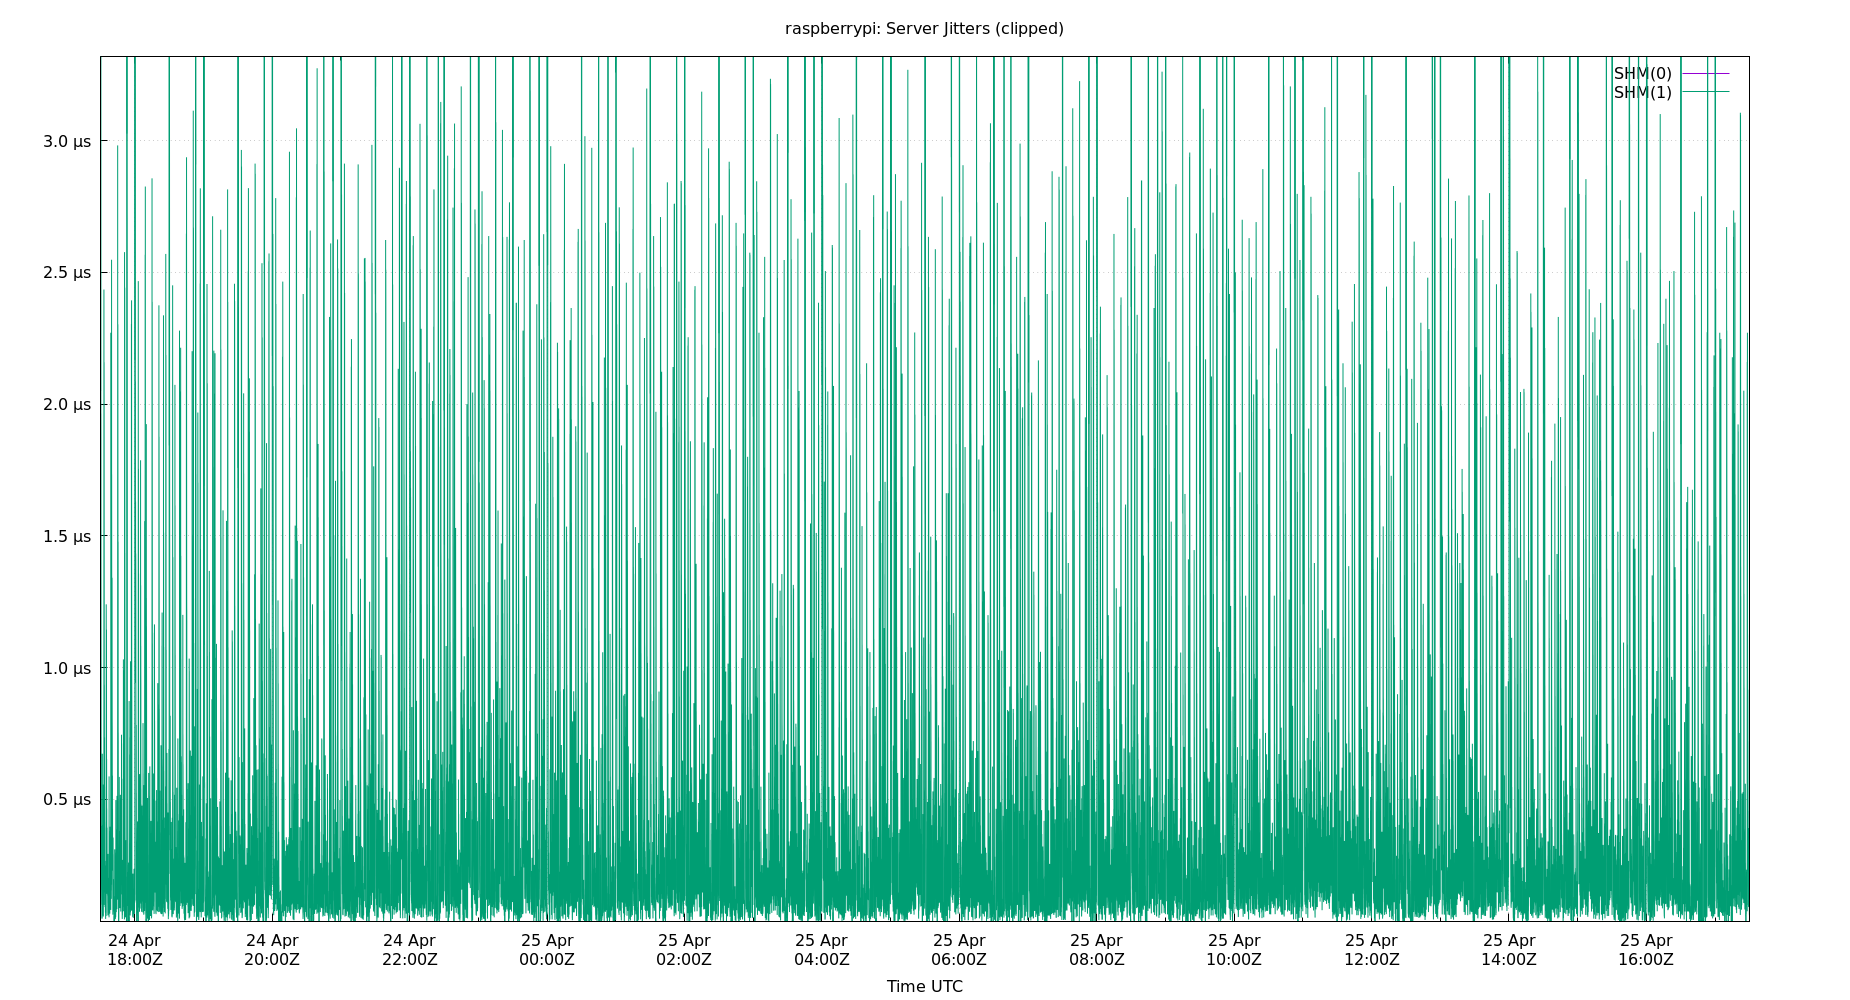 raspberrypi: Server Jitters (clipped)
SHM(0)
SHM(1)
3.0 µs
2.5 µs
2.0 µs
1.5 µs
1.0 µs
0.5 µs
24 Apr 24 Apr 24 Apr 25 Apr 25 Apr 25 Apr 25 Apr 25 Apr 25 Apr 25 Apr 25 Apr 25 Apr
18:00Z 20:00Z 22:00Z 00:00Z 02:00Z 04:00Z 06:00Z 08:00Z 10:00Z 12:00Z 14:00Z 16:00Z
Time UTC